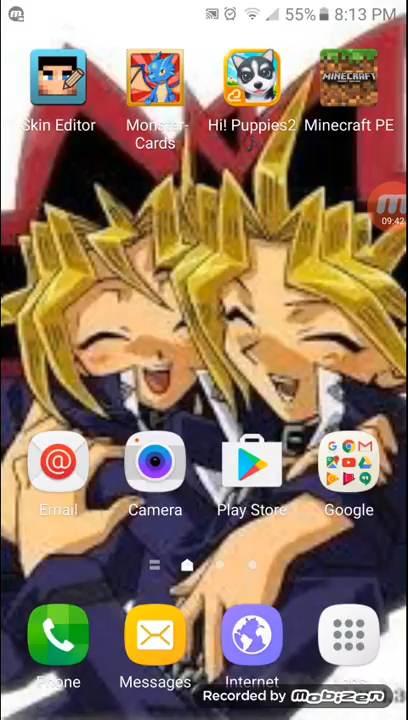 55% 8:13 PM
Skin Editor
Monster-
Cards
Hi! Puppies2
♪
Minecraft PE
MINECRAFT
09:42
Email
Camera
Play Store
Google
Phone
Messages
Internet
Recorded by mobizen